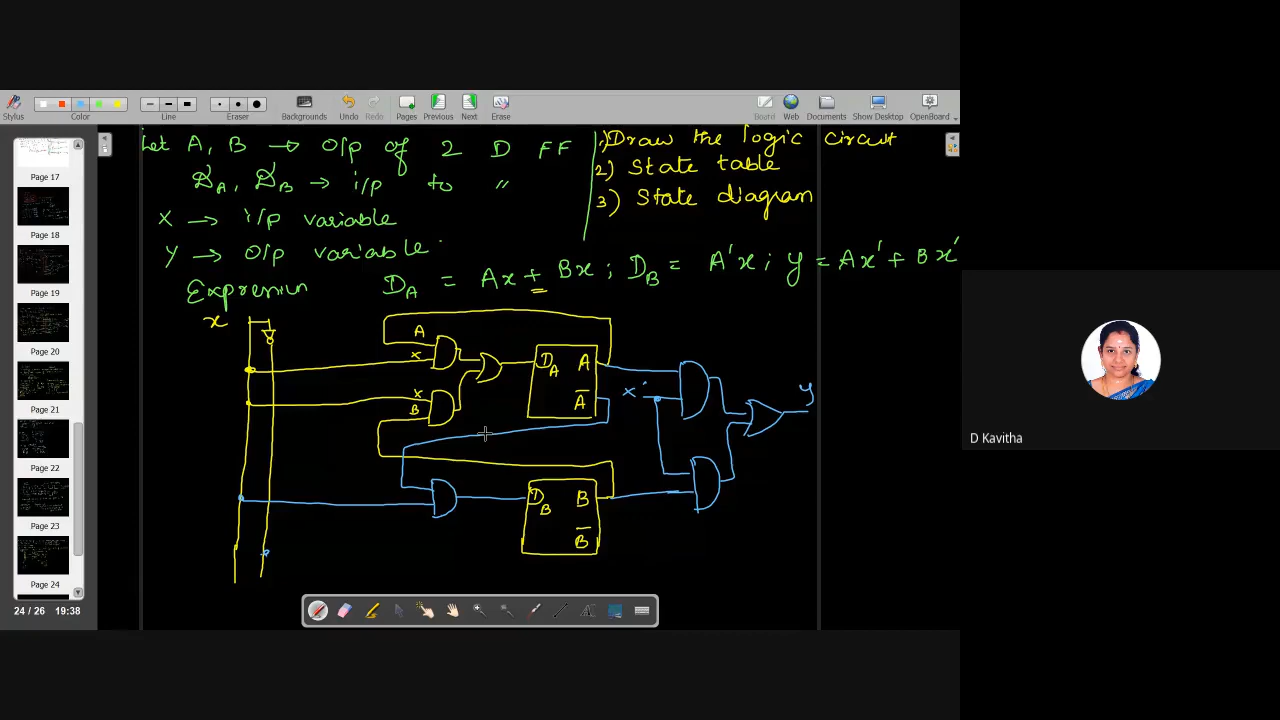 Stylus
Color
Line
Eraser
Backgrounds
Undo
Redo
Pages
Previous
Next
Erase
Board
Web
Documents
Show Desktop
OpenBoard
Page 17
Page 18
Page 19
Page 20
Page 21
Page 22
Page 23
Page 24
24 / 26
19:38
Let A, B → O/p of 2 D FF
DA, DB → i/p to "
X → i/p variable
Y → O/p variable
1) Draw the logic circuit
2) State table
3) State diagram
Expression DA = Ax + Bx ; DB = A'x ; y = Ax' + Bx'
x
A
x
x
B
DA A
A̅
x'
y
DB B
B̅
D Kavitha